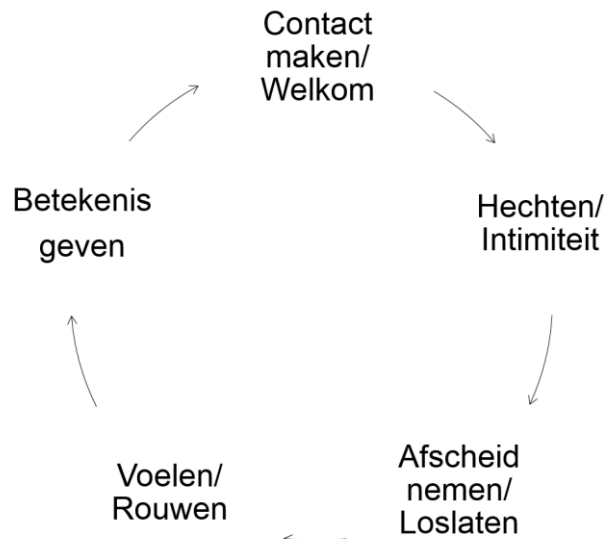 Contact
maken/
Welkom
Hechten/
Intimiteit
Afscheid
nemen/
Loslaten
Voelen/
Rouwen
Betekenis
geven